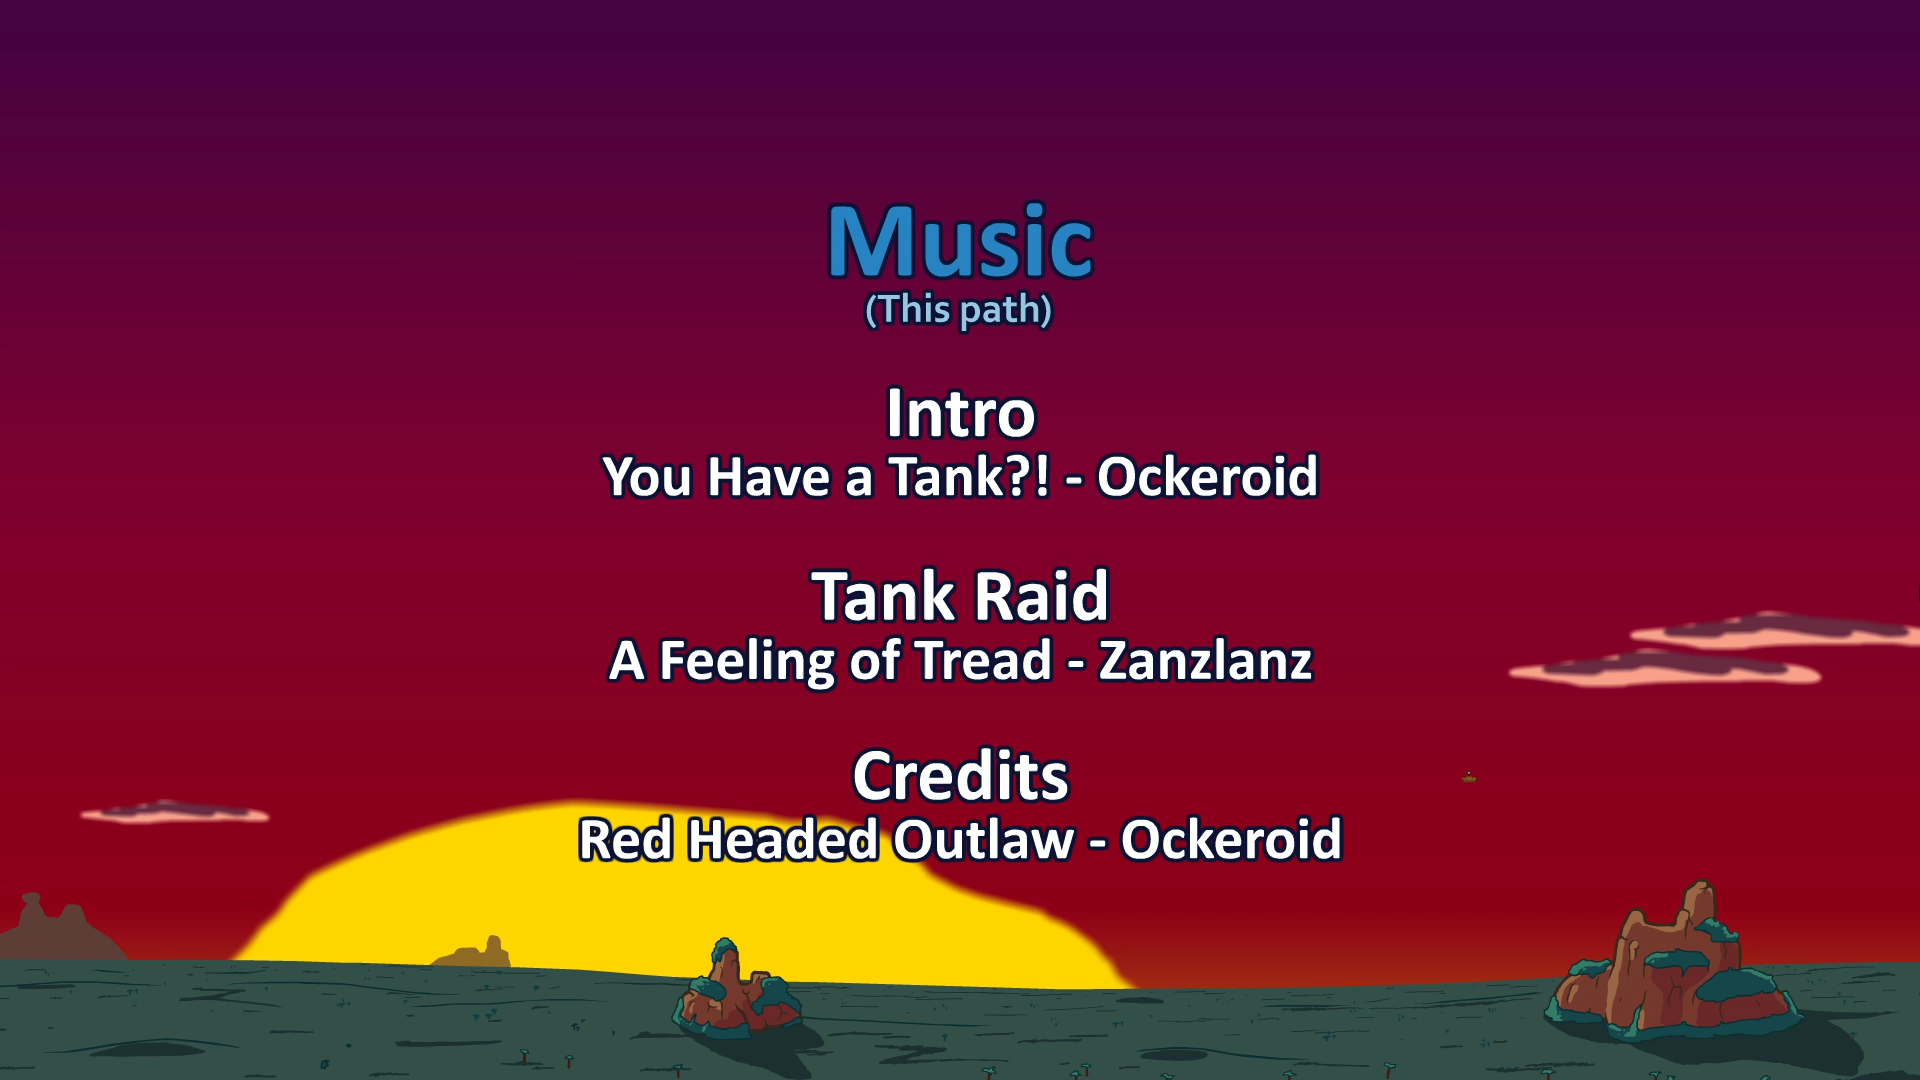 Music
(This path)
Intro
You Have a Tank?! - Ockeroid
Tank Raid
A Feeling of Tread - Zanzlanz
Credits
Red Headed Outlaw - Ockeroid